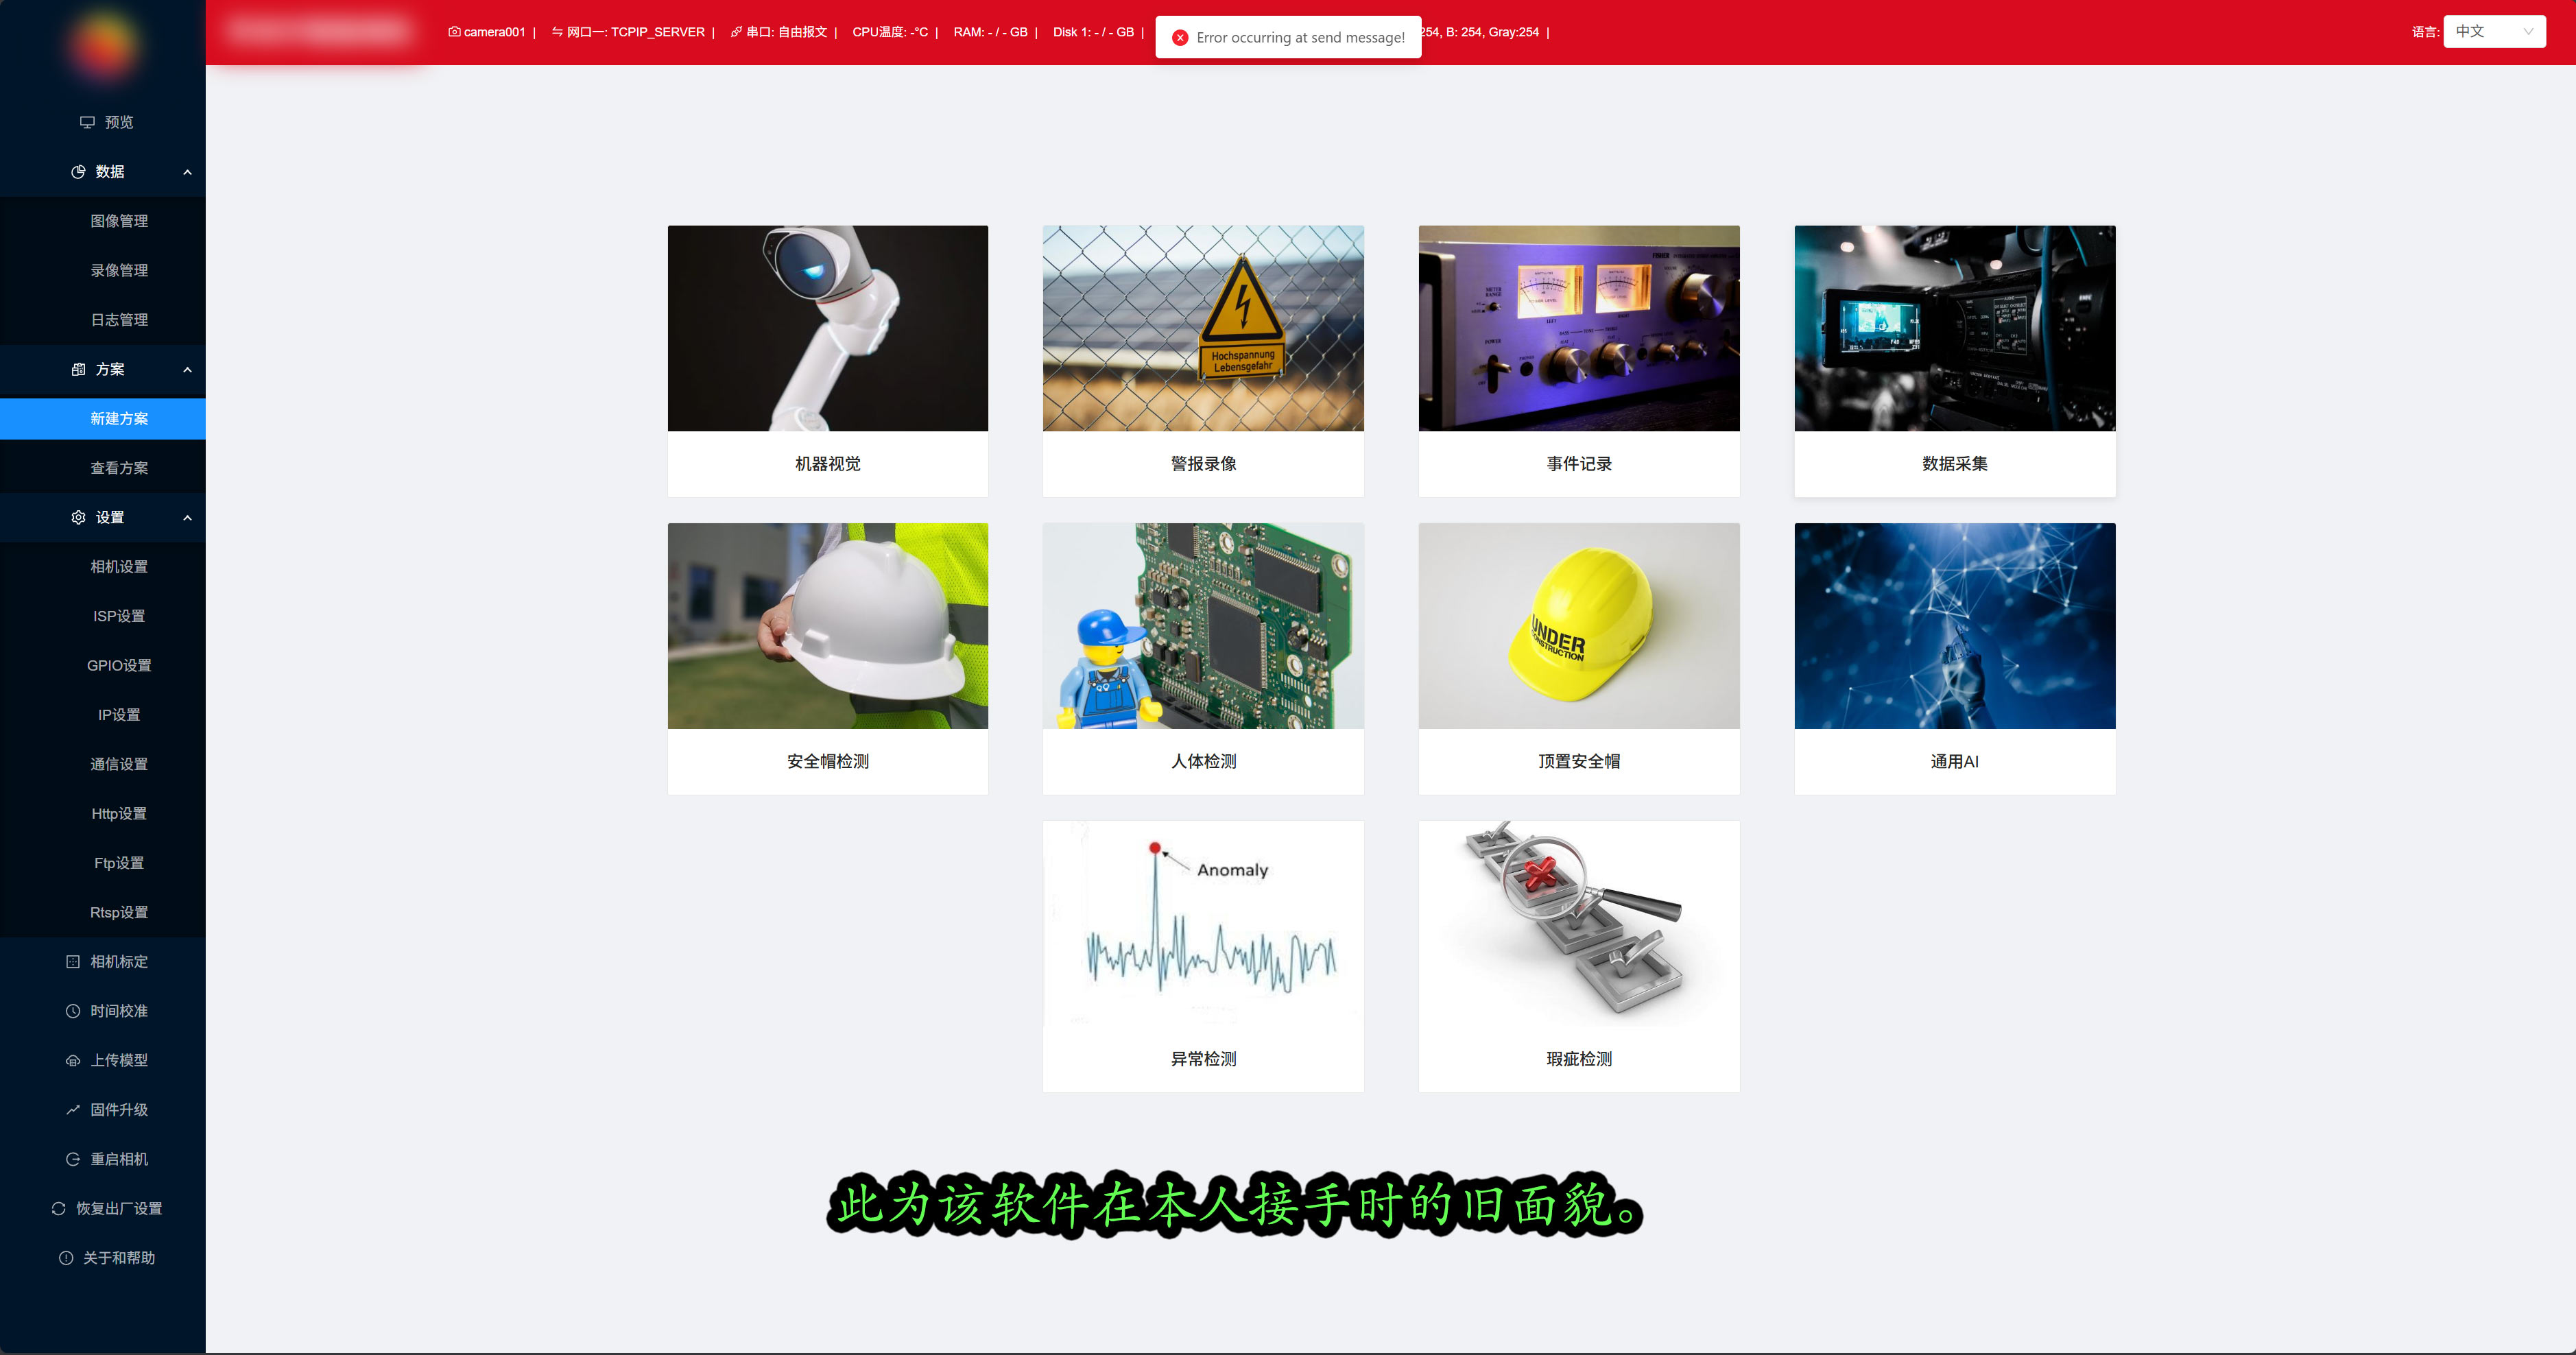 camera001 | 网口一: TCPIP_SERVER | 串口: 自由报文 | CPU温度: -°C | RAM: - / - GB | Disk 1: - / - GB |
Error occurring at send message!
254, B: 254, Gray:254 |
语言: 中文
预览
数据
图像管理
录像管理
日志管理
方案
新建方案
查看方案
设置
相机设置
ISP设置
GPIO设置
IP设置
通信设置
Http设置
Ftp设置
Rtsp设置
相机标定
时间校准
上传模型
固件升级
重启相机
恢复出厂设置
关于和帮助
Hochspannung
Lebensgefahr
机器视觉
警报录像
事件记录
数据采集
UNDER
CONSTRUCTION
安全帽检测
人体检测
顶置安全帽
通用AI
Anomaly
异常检测
瑕疵检测
此为该软件在本人接手时的旧面貌。